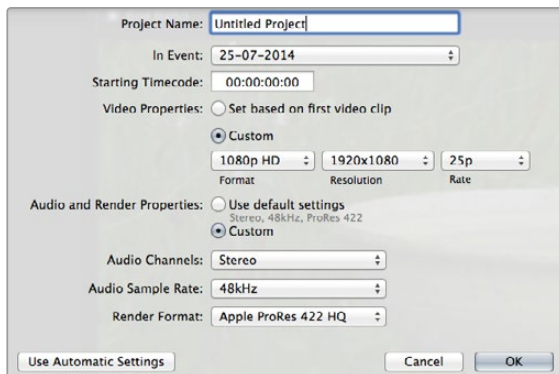 Project Name: Untitled Project
In Event: 25-07-2014
Starting Timecode: 00:00:00:00
Video Properties: Set based on first video clip
Custom
1080p HD 1920x1080 25p
Format Resolution Rate
Audio and Render Properties: Use default settings
Stereo, 48kHz, ProRes 422
Custom
Audio Channels: Stereo
Audio Sample Rate: 48kHz
Render Format: Apple ProRes 422 HQ
Use Automatic Settings Cancel OK